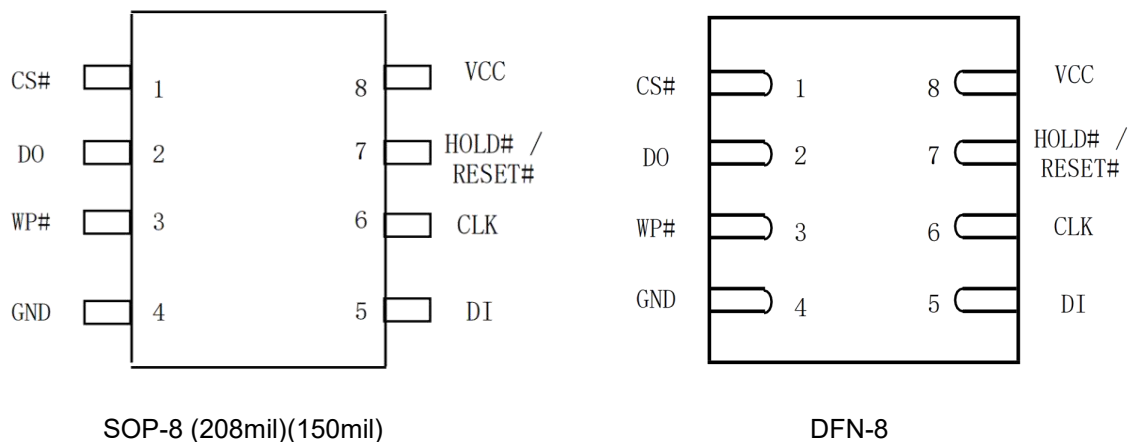 CS#
1
8
VCC
DO
2
7
HOLD# /
RESET#
WP#
3
6
CLK
GND
4
5
DI
SOP-8 (208mil)(150mil)
CS#
1
8
VCC
DO
2
7
HOLD# /
RESET#
WP#
3
6
CLK
GND
4
5
DI
DFN-8